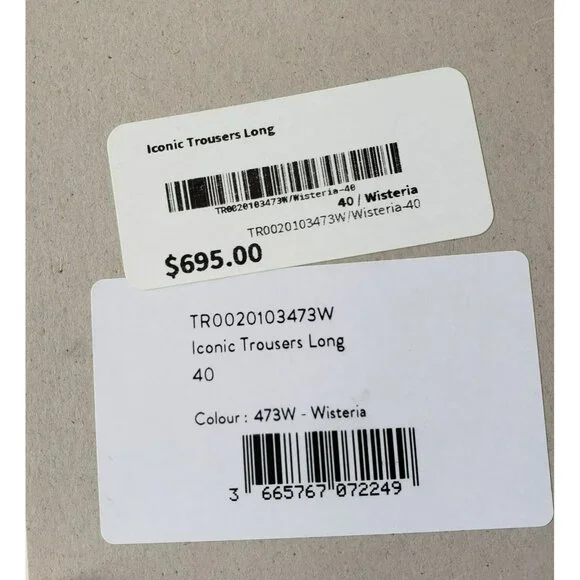 Iconic Trousers Long
TR0020103473W/Wisteria-40
40 / Wisteria
TR0020103473W/Wisteria-40
$695.00
TR0020103473W
Iconic Trousers Long
40
Colour : 473W - Wisteria
3 665767 072249